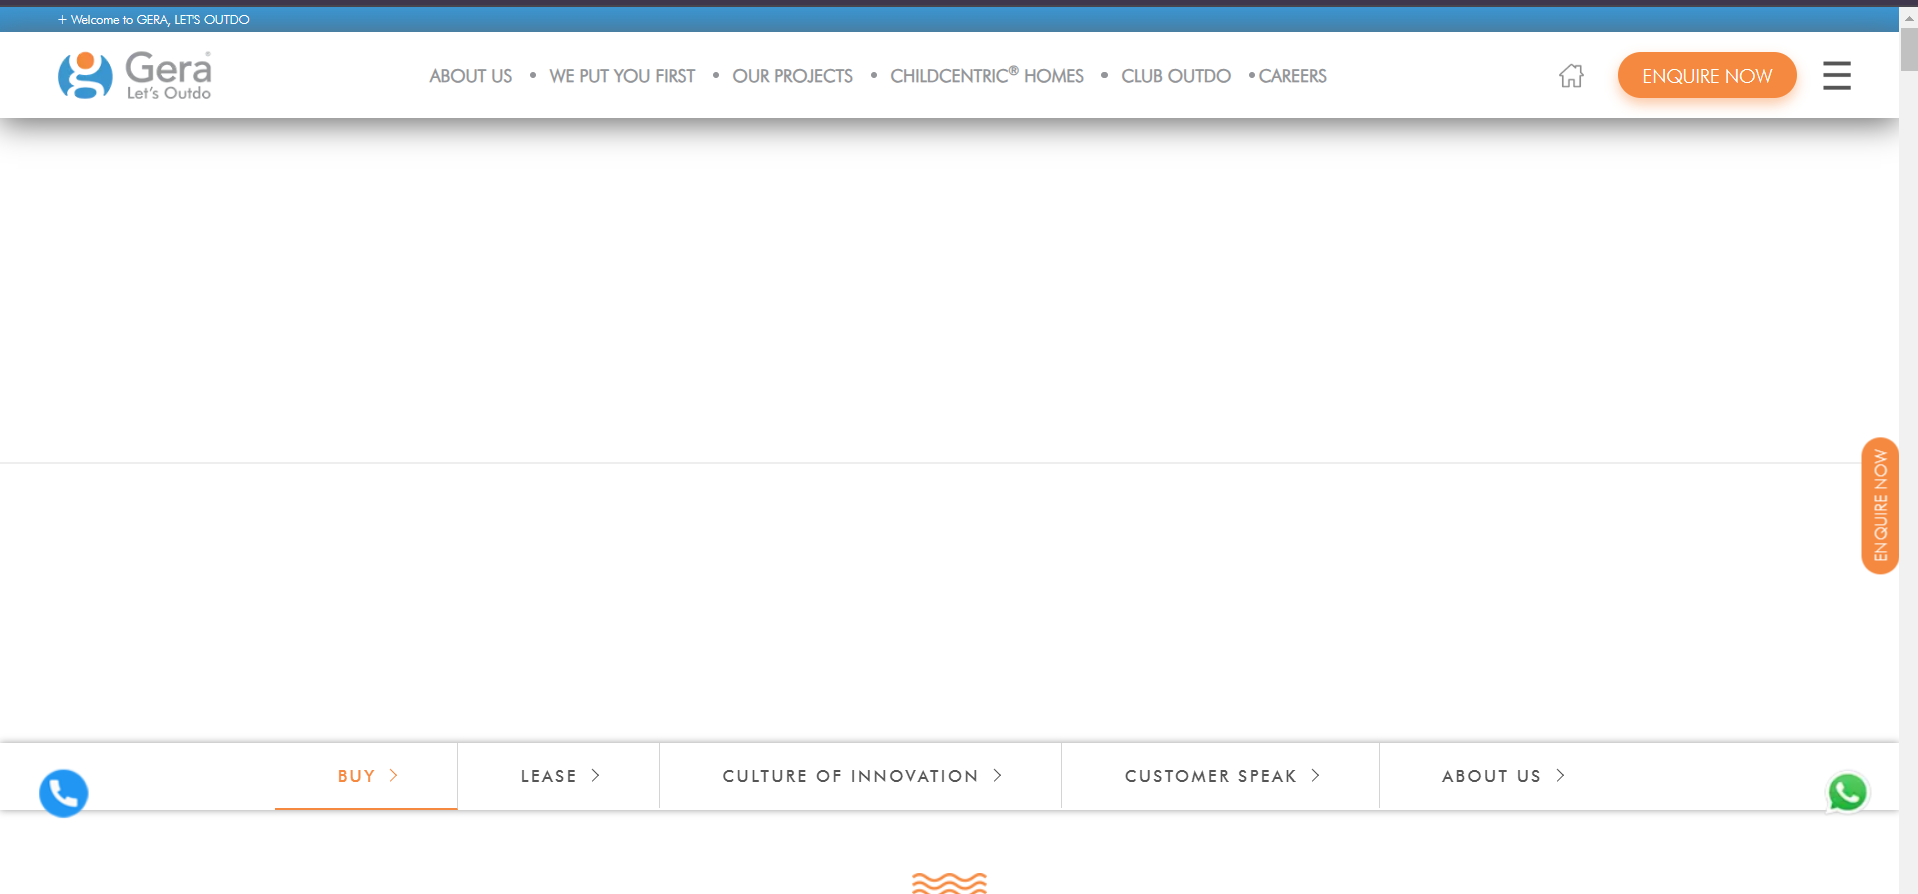 + Welcome to GERA, LET'S OUTDO
Gera®
Let's Outdo
ABOUT US • WE PUT YOU FIRST • OUR PROJECTS • CHILDCENTRIC® HOMES • CLUB OUTDO • CAREERS
ENQUIRE NOW
ENQUIRE NOW
BUY
LEASE
CULTURE OF INNOVATION
CUSTOMER SPEAK
ABOUT US